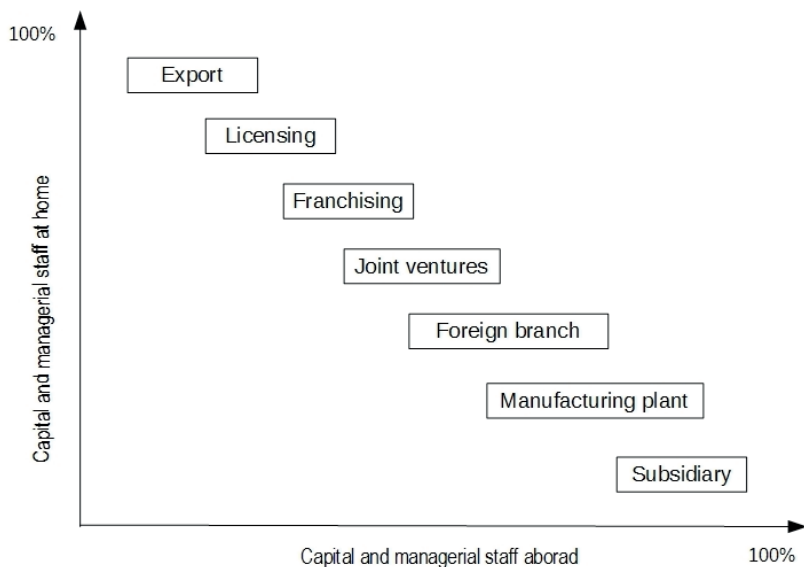 100%
Export
Licensing
Franchising
Joint ventures
Foreign branch
Manufacturing plant
Subsidiary
Capital and managerial staff at home
Capital and managerial staff aborad
100%